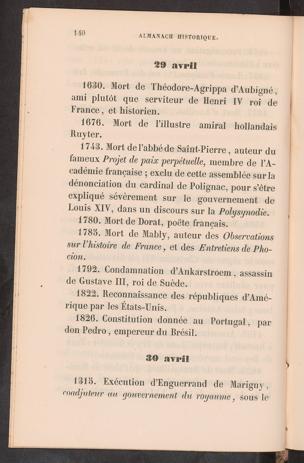 140
ALMANACH HISTORIQUE.
29 avril
1630. Mort de Théodore-Agrippa d'Aubigné,
ami plutôt que serviteur de Henri IV roi de
France, et historien.
1676. Mort de l'illustre amiral hollandais
Ruyter.
1743. Mort de l'abbé de Saint-Pierre, auteur du
fameux Projet de paix perpétuelle, membre de l'A-
cadémie française ; exclu de cette assemblée sur la
dénonciation du cardinal de Polignac, pour s'être
expliqué sévèrement sur le gouvernement de
Louis XIV, dans un discours sur la Polysynodie.
1780. Mort de Dorat, poëte français.
1785. Mort de Mably, auteur des Observations
sur l'histoire de France, et des Entretiens de Pho-
cion.
1792. Condamnation d'Ankarstroem, assassin
de Gustave III, roi de Suède.
1822. Reconnaissance des républiques d'Amé-
rique par les États-Unis.
1826. Constitution donnée au Portugal, par
don Pedro, empereur du Brésil.
30 avril
1315. Exécution d'Enguerrand de Marigny,
coadjuteur au gouvernement du royaume, sous le